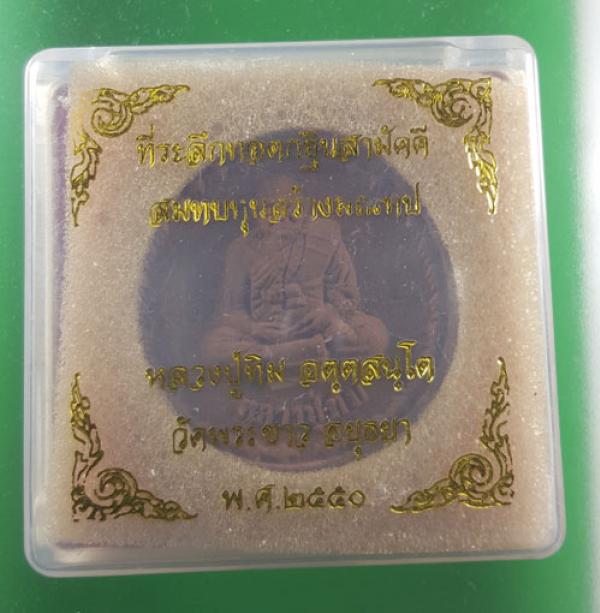 ที่ระลึกทอดกฐินสามัคคี
สมทบทุนสร้างมณฑป
หลวงปู่ทิม อตฺตสนฺโต
วัดพระขาว อยุธยา
พ.ศ.๒๕๕๐